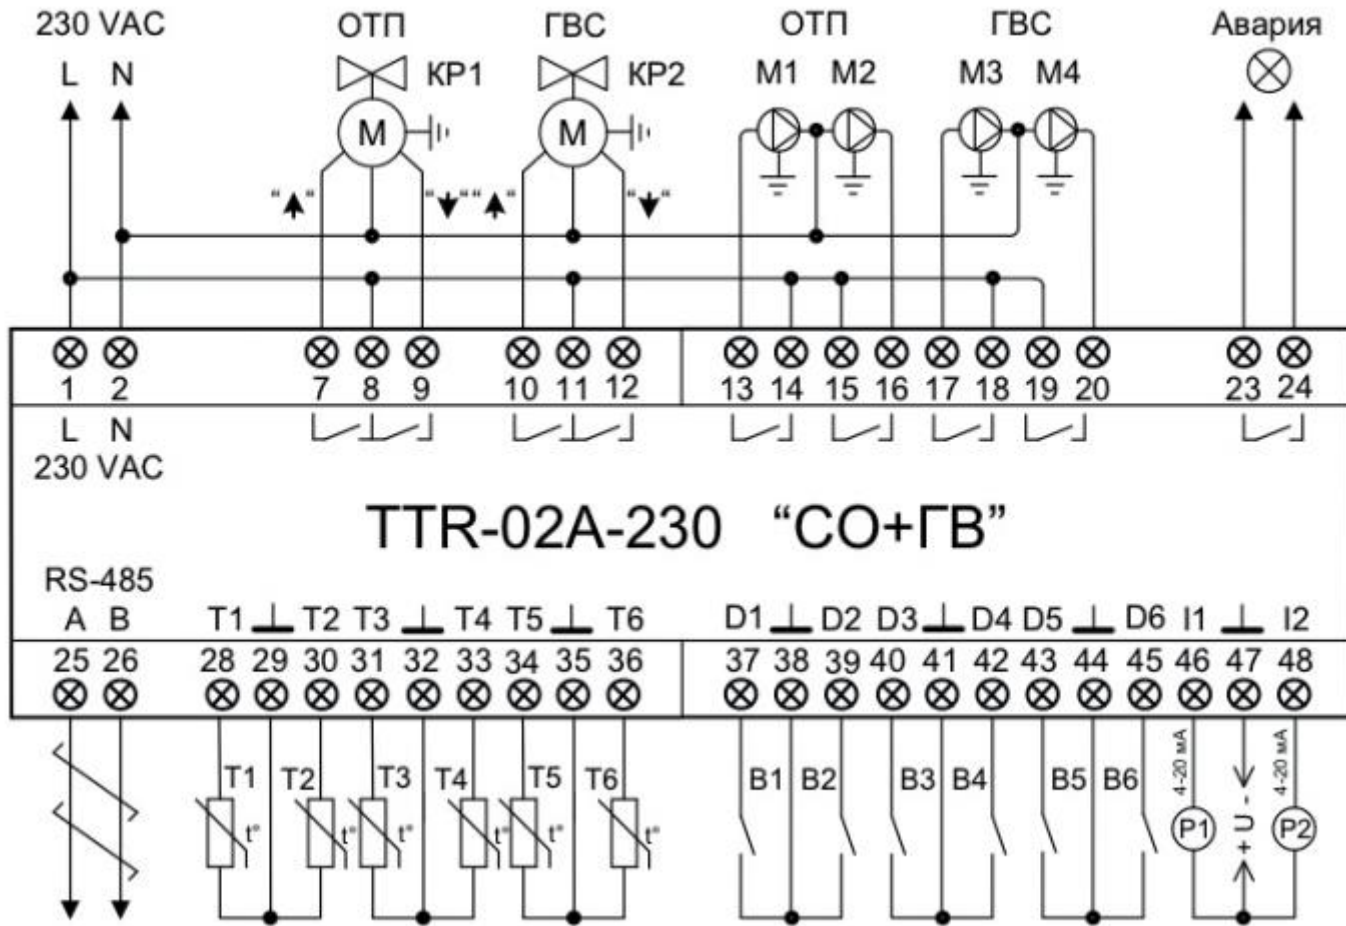 230 VAC ОТП ГВС ОТП ГВС Авария
L N КР1 КР2 М1 М2 М3 М4
М М
“ “ “ “ “ “ “ “
1 2 7 8 9 10 11 12 13 14 15 16 17 18 19 20 23 24
L N
230 VAC
TTR-02A-230 “СО+ГВ”
RS-485
A B T1 T2 T3 T4 T5 T6 D1 D2 D3 D4 D5 D6 I1 I2
25 26 28 29 30 31 32 33 34 35 36 37 38 39 40 41 42 43 44 45 46 47 48
T1 T2 T3 T4 T5 T6 B1 B2 B3 B4 B5 B6 4-20 мА 4-20 мА
t° t° t° t° t° t° P1 + U - P2